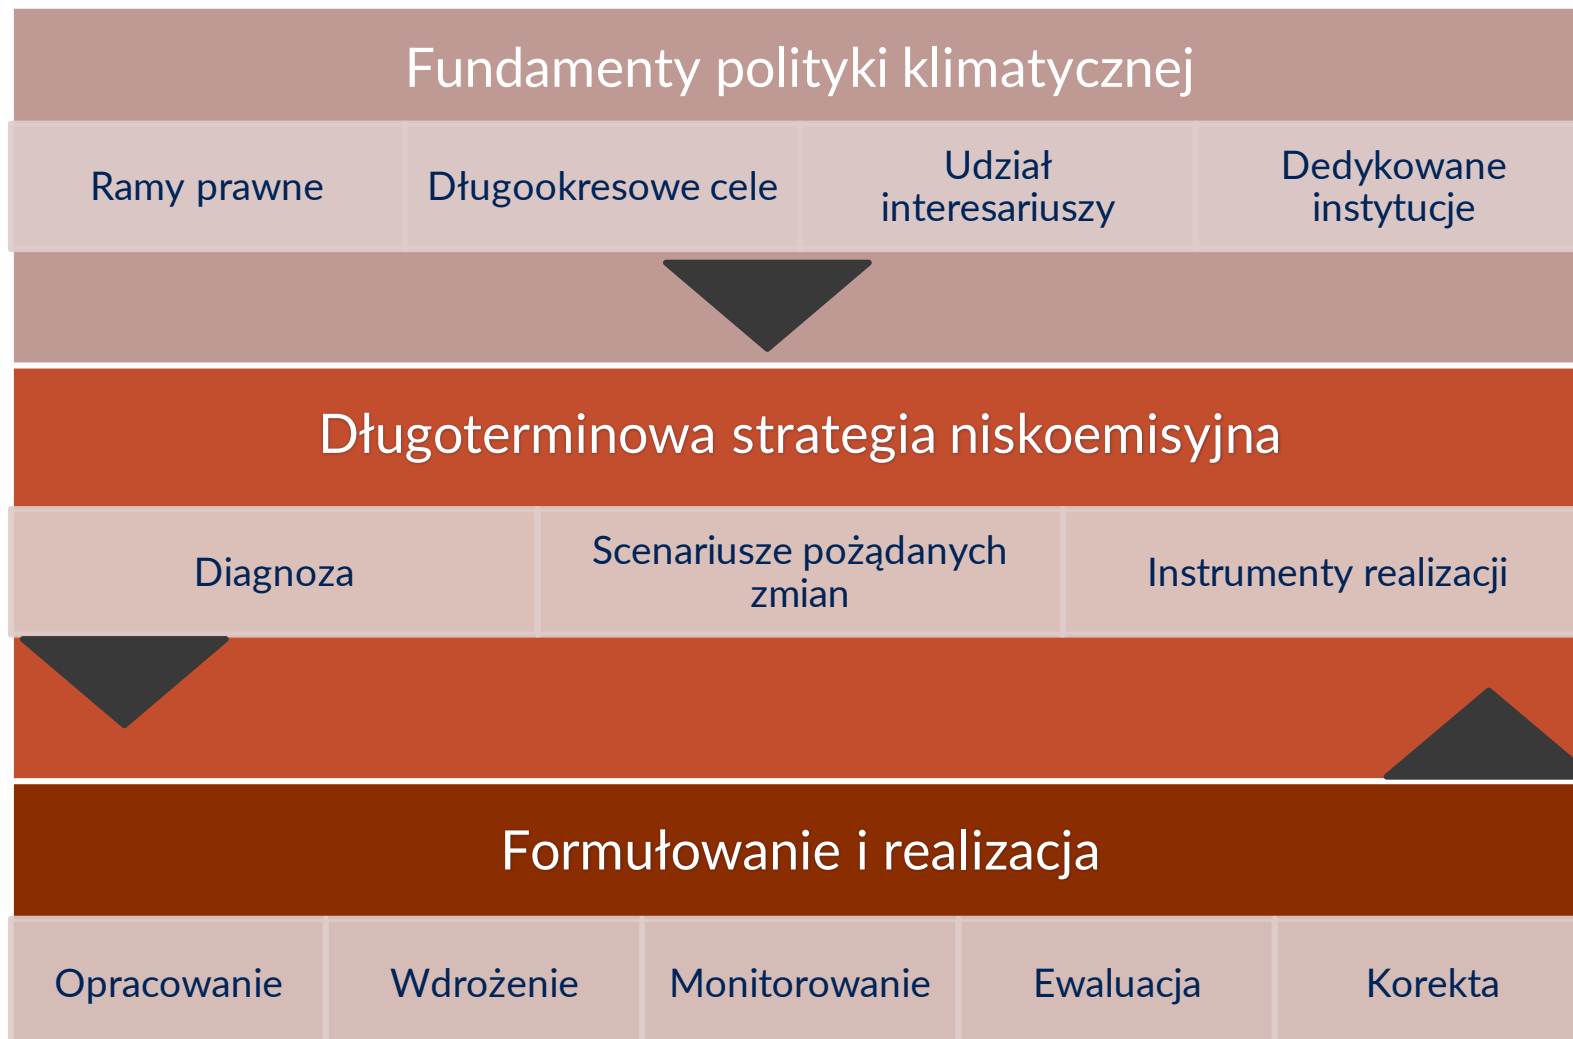 Fundamenty polityki klimatycznej
Ramy prawne
Długookresowe cele
Udział
interesariuszy
Dedykowane
instytucje
Długoterminowa strategia niskoemisyjna
Diagnoza
Scenariusze pożądanych
zmian
Instrumenty realizacji
Formułowanie i realizacja
Opracowanie
Wdrożenie
Monitorowanie
Ewaluacja
Korekta